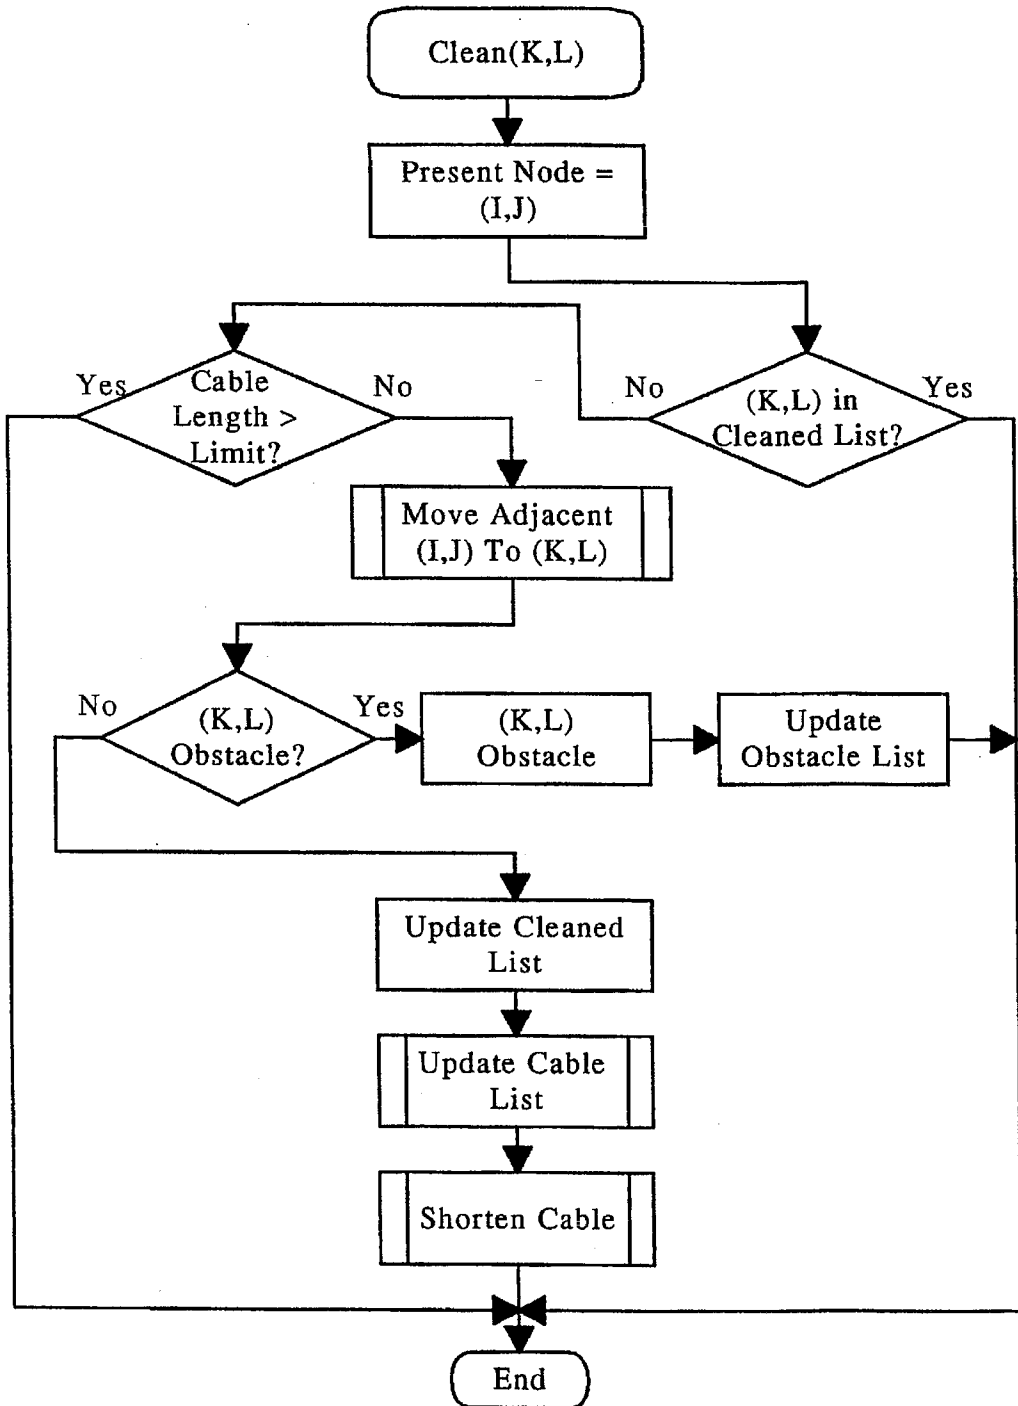 Clean(K,L)
Present Node =
(I,J)
Yes
Cable
Length >
Limit?
No
No
(K,L) in
Cleaned List?
Yes
Move Adjacent
(I,J) To (K,L)
No
(K,L)
Obstacle?
Yes
(K,L)
Obstacle
Update
Obstacle List
Update Cleaned
List
Update Cable
List
Shorten Cable
End